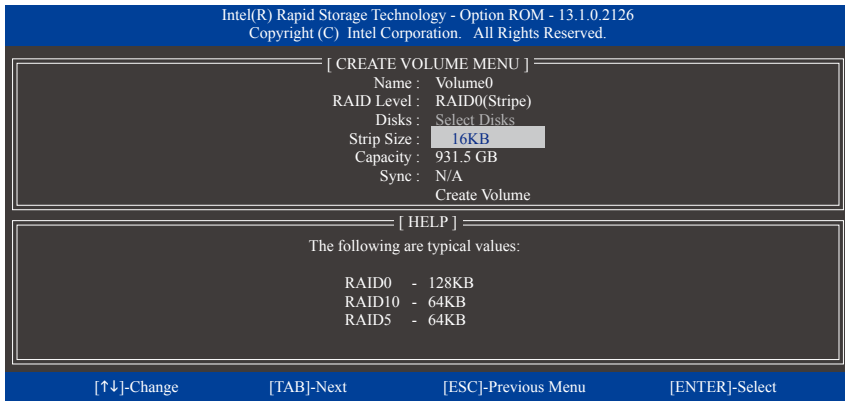 Intel(R) Rapid Storage Technology - Option ROM - 13.1.0.2126
Copyright (C) Intel Corporation. All Rights Reserved.
[ CREATE VOLUME MENU ]
Name : Volume0
RAID Level : RAID0(Stripe)
Disks : Select Disks
Strip Size : 16KB
Capacity : 931.5 GB
Sync : N/A
Create Volume
[ HELP ]
The following are typical values:
RAID0 - 128KB
RAID10 - 64KB
RAID5 - 64KB
[↑↓]-Change [TAB]-Next [ESC]-Previous Menu [ENTER]-Select